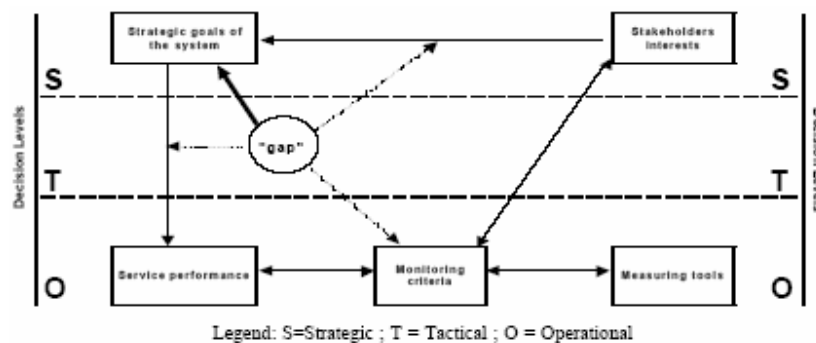 Strategic goals of
the system
Stakeholders
interests
S
S
Decision Levels
"gap"
T
T
Service performance
Monitoring
criteria
Measuring tools
O
O
Legend: S=Strategic ; T = Tactical ; O = Operational